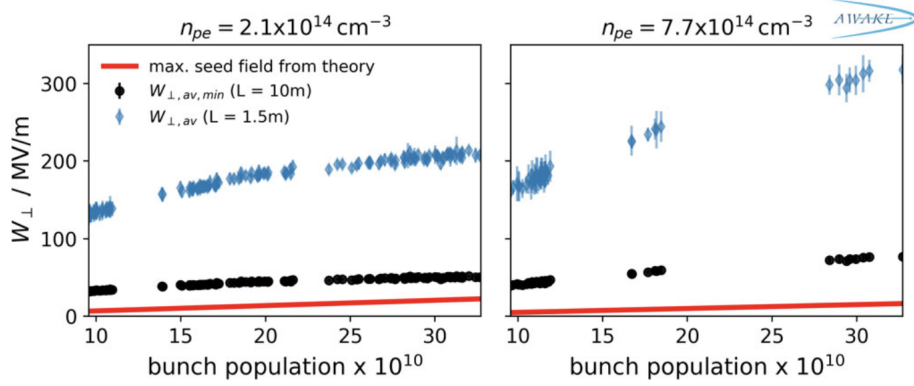 n_pe = 2.1x10^14 cm^−3
n_pe = 7.7x10^14 cm^−3
AWAKE
max. seed field from theory
W_⊥,av,min (L = 10m)
W_⊥,av (L = 1.5m)
W_⊥ / MV/m
300
200
100
0
10 15 20 25 30
10 15 20 25 30
bunch population x 10^10
bunch population x 10^10